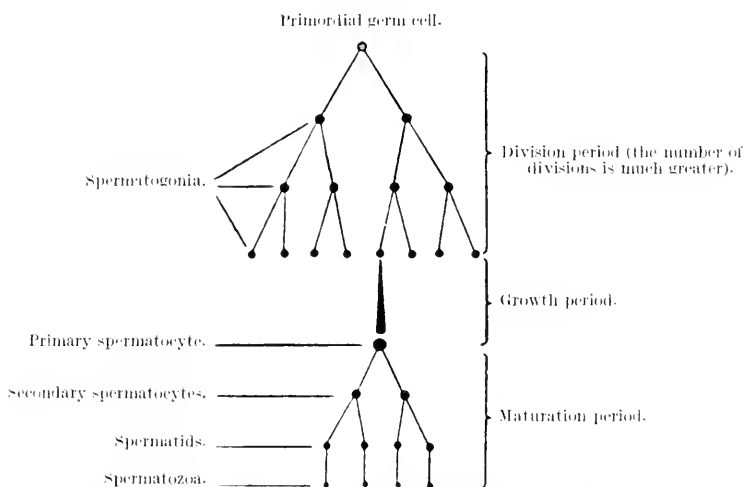 Primordial germ cell.
Division period (the number of
divisions is much greater).
Spermatogonia.
Growth period.
Primary spermatocyte.
Secondary spermatocytes.
Maturation period.
Spermatids.
Spermatozoa.